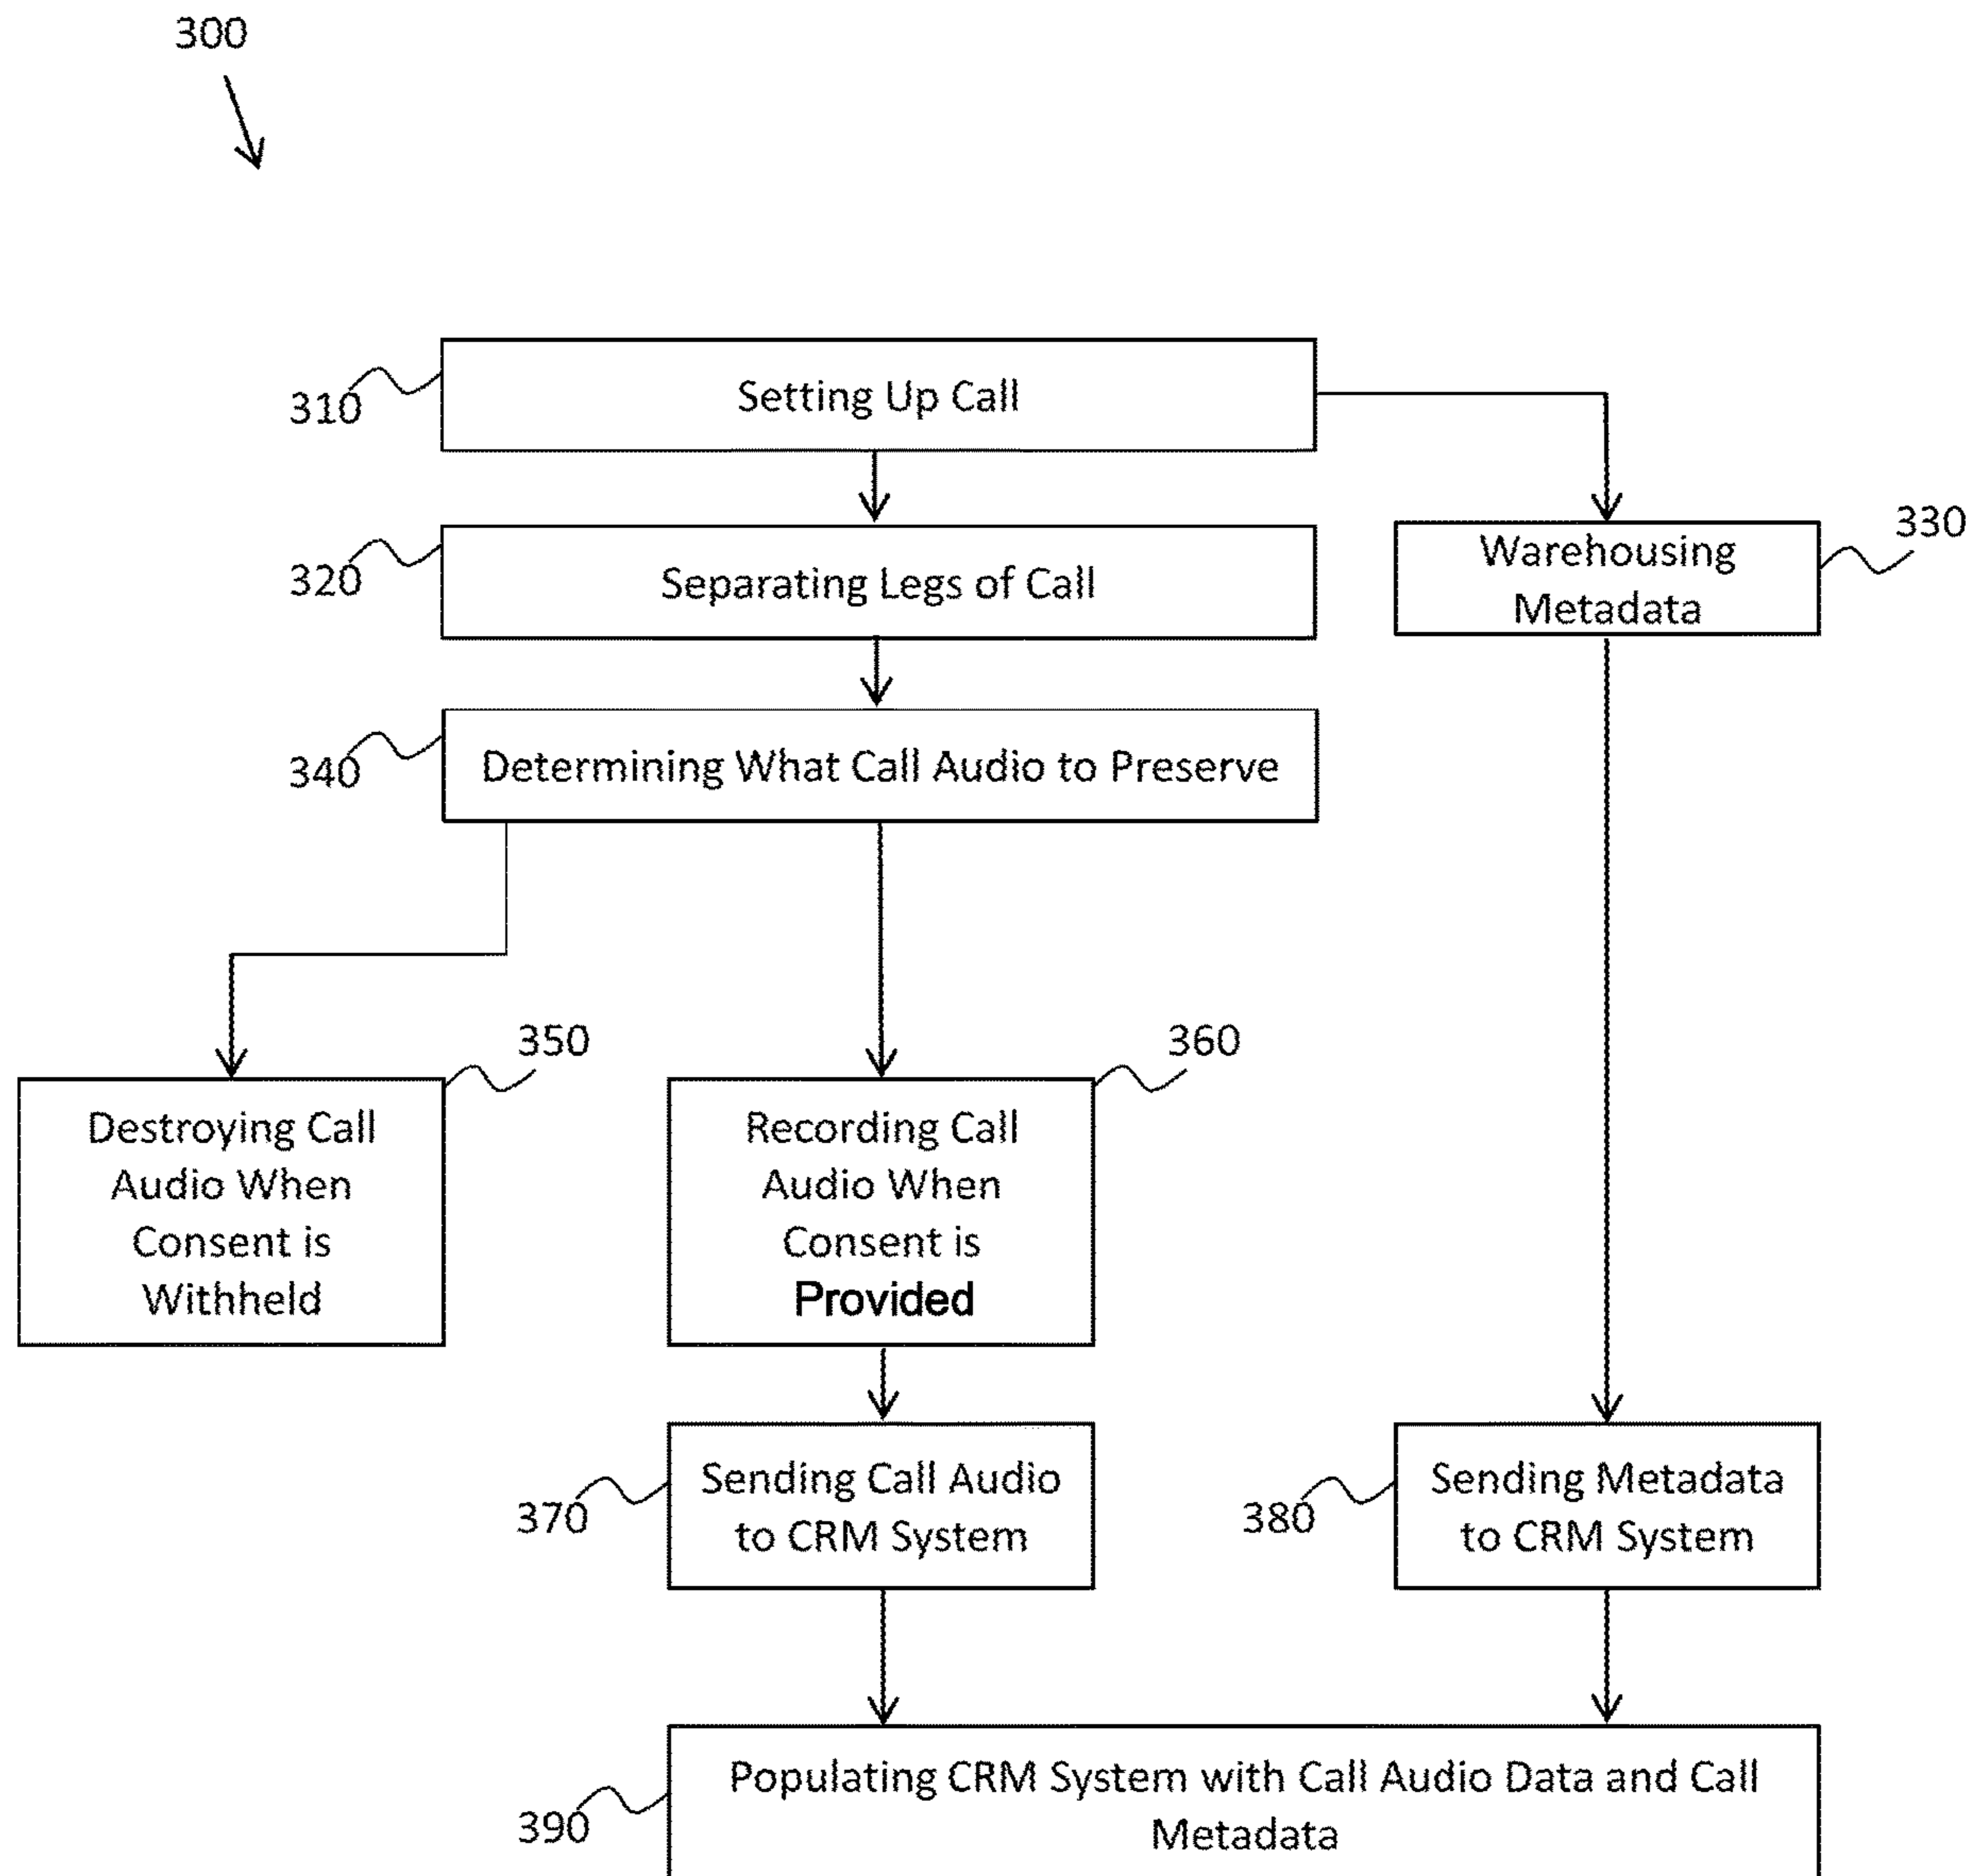 300
310
Setting Up Call
320
Separating Legs of Call
330
Warehousing
Metadata
340
Determining What Call Audio to Preserve
350
Destroying Call
Audio When
Consent is
Withheld
360
Recording Call
Audio When
Consent is
Provided
370
Sending Call Audio
to CRM System
380
Sending Metadata
to CRM System
390
Populating CRM System with Call Audio Data and Call
Metadata